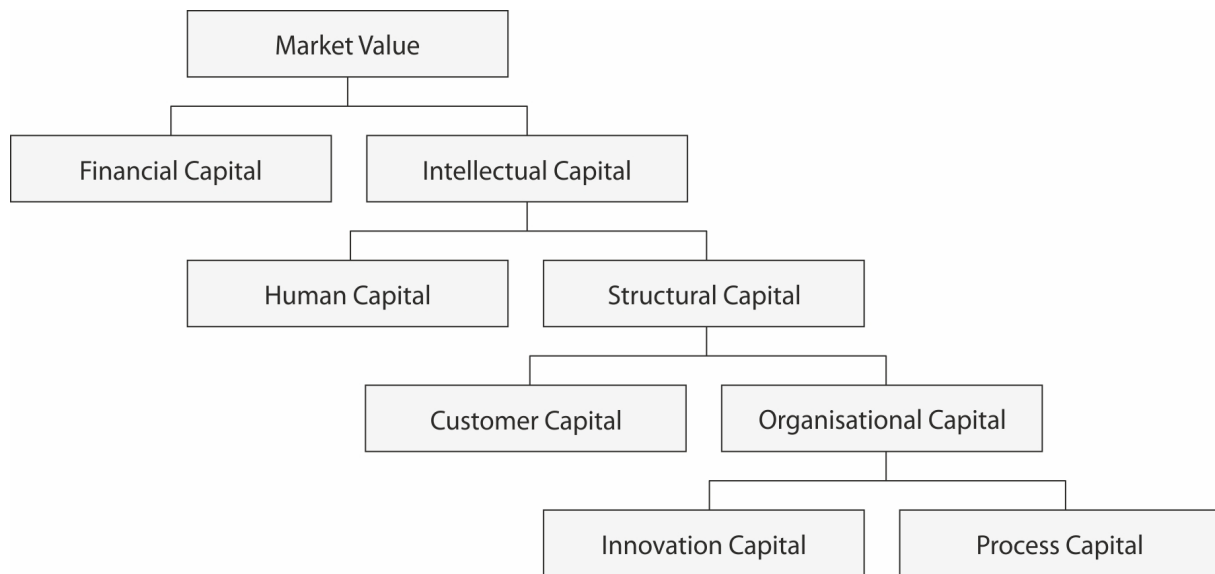 Market Value
Financial Capital
Intellectual Capital
Human Capital
Structural Capital
Customer Capital
Organisational Capital
Innovation Capital
Process Capital